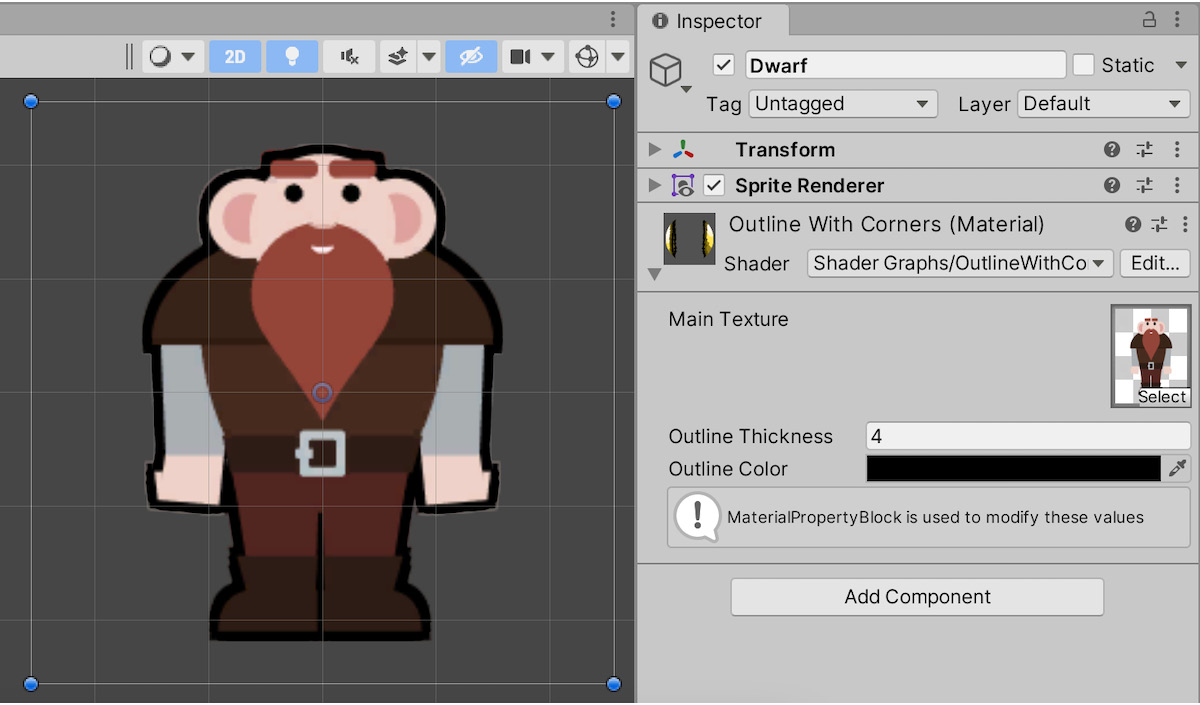 Inspector
2D
Dwarf
Static
Tag
Untagged
Layer
Default
Transform
Sprite Renderer
Outline With Corners (Material)
Shader
Shader Graphs/OutlineWithCo
Edit...
Main Texture
Select
Outline Thickness
4
Outline Color
MaterialPropertyBlock is used to modify these values
Add Component